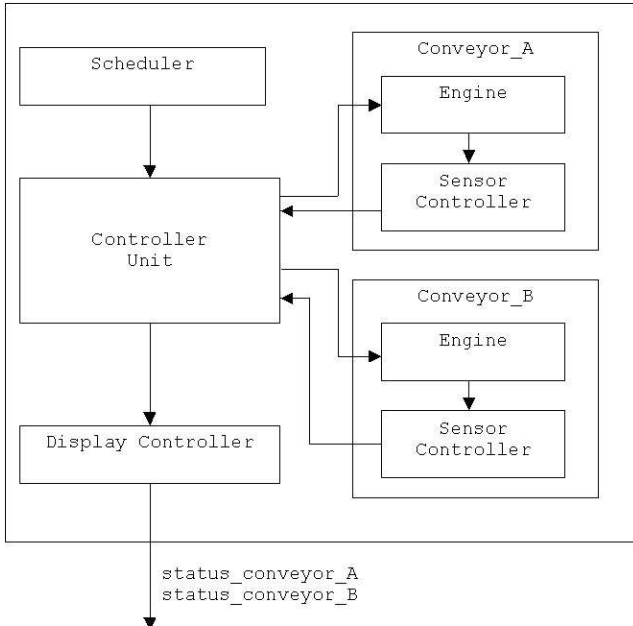 Scheduler
Controller
Unit
Display Controller
Conveyor_A
Engine
Sensor
Controller
Conveyor_B
Engine
Sensor
Controller
status_conveyor_A
status_conveyor_B